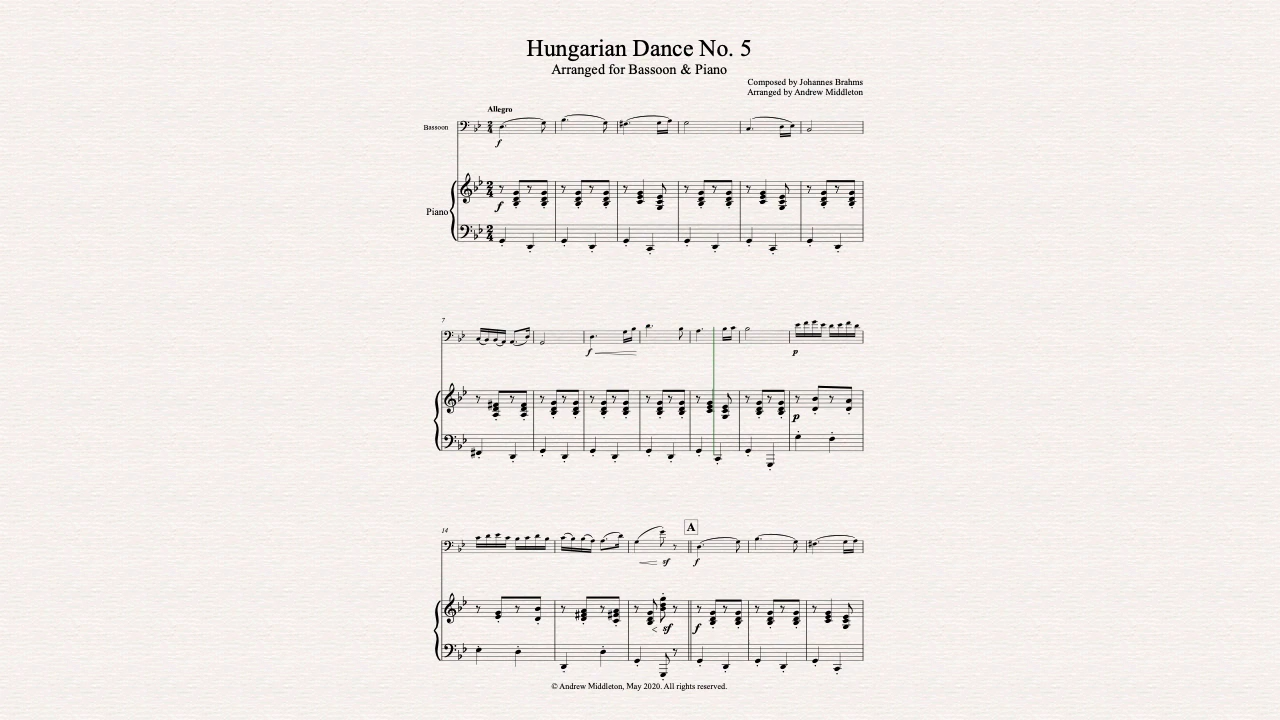 Hungarian Dance No. 5
Arranged for Bassoon & Piano
Composed by Johannes Brahms
Arranged by Andrew Middleton
Allegro
Bassoon
f
f
Piano
7
f
p
p
14
A
sf
f
sf
f
© Andrew Middleton, May 2020. All rights reserved.